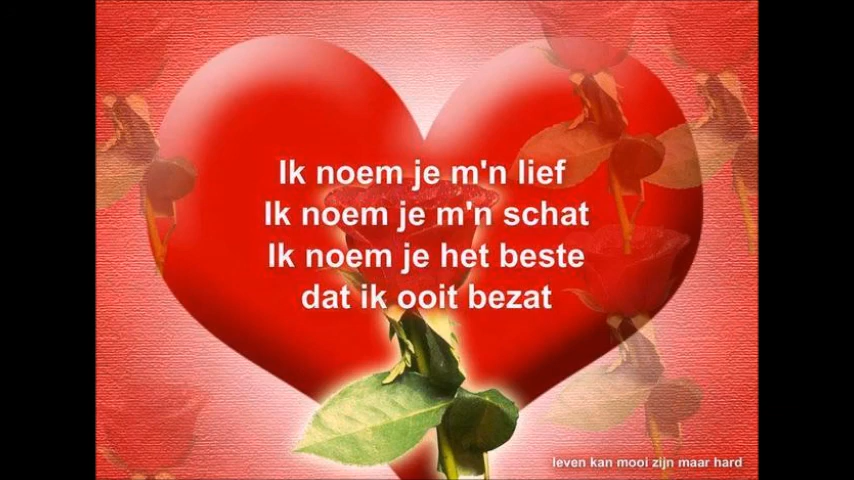 Ik noem je m'n lief
Ik noem je m'n schat
Ik noem je het beste
dat ik ooit bezat
leven kan mooi zijn maar hard